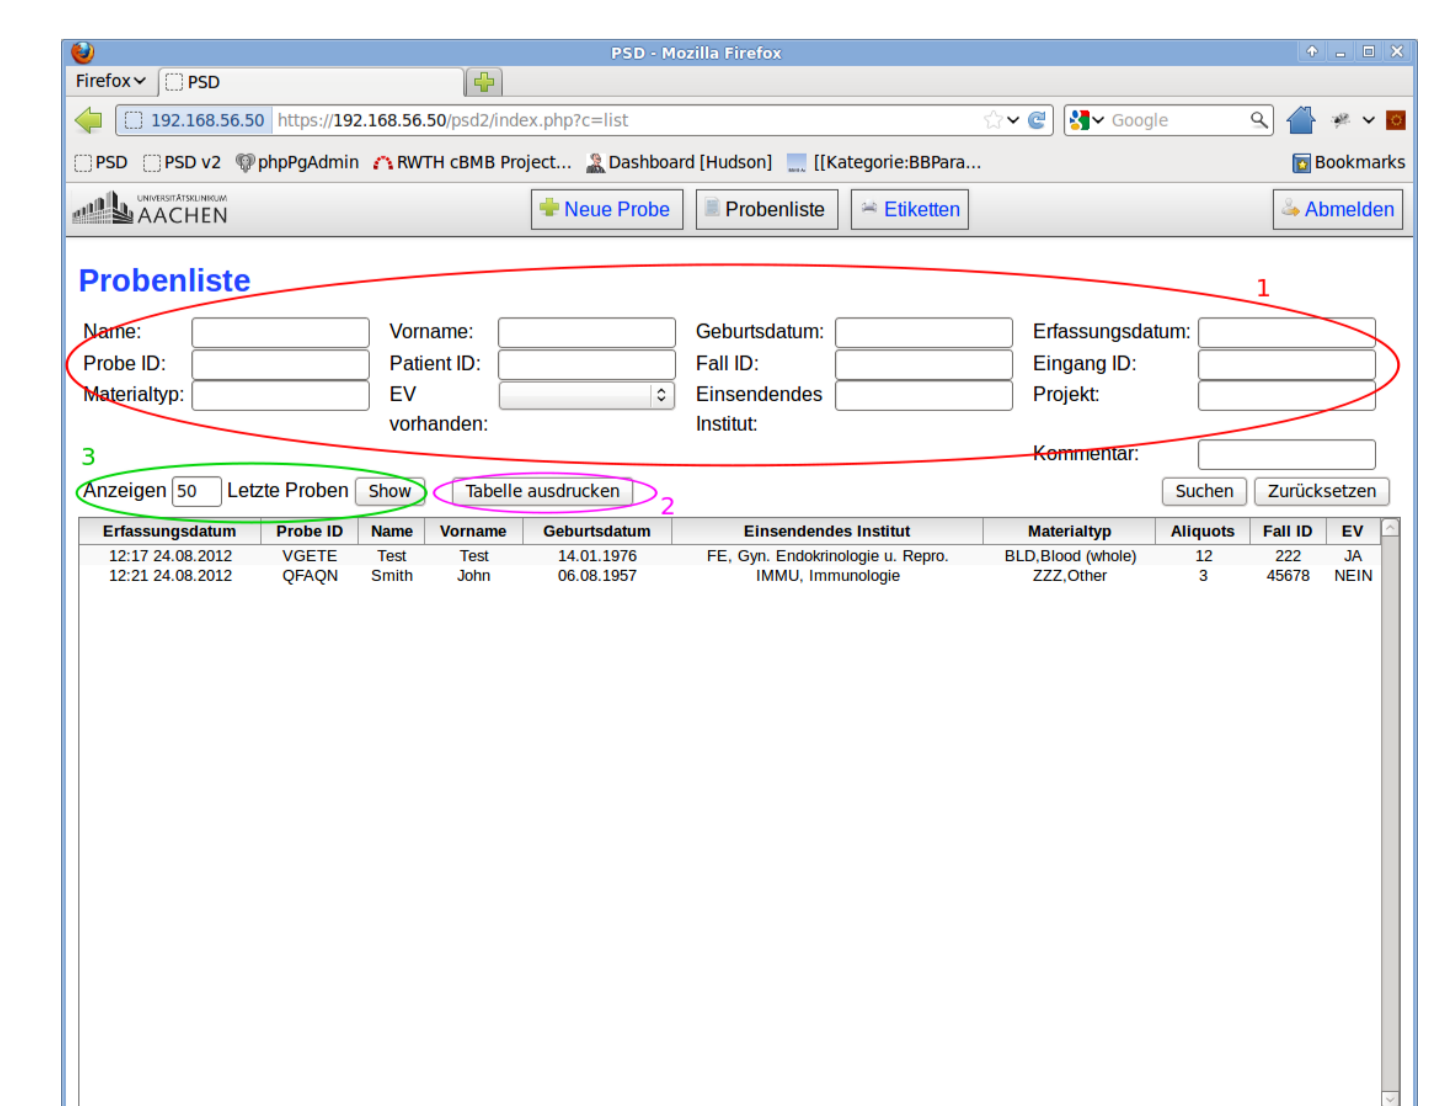 PSD - Mozilla Firefox
Firefox PSD
192.168.56.50 https://192.168.56.50/psd2/index.php?c=list Google
PSD PSD v2 phpPgAdmin RWTH cBMB Project... Dashboard [Hudson] [[Kategorie:BBPara... Bookmarks
UNIVERSITÄTSKLINIKUM
AACHEN Neue Probe Probenliste Etiketten Abmelden
Probenliste
1
Name: Vorname: Geburtsdatum: Erfassungsdatum:
Probe ID: Patient ID: Fall ID: Eingang ID:
Materialtyp: EV Einsendendes Projekt:
vorhanden: Institut:
Kommentar:
3
Anzeigen 50 Letzte Proben Show Tabelle ausdrucken 2 Suchen Zurücksetzen
Erfassungsdatum Probe ID Name Vorname Geburtsdatum Einsendendes Institut Materialtyp Aliquots Fall ID EV
12:17 24.08.2012 VGETE Test Test 14.01.1976 FE, Gyn. Endokrinologie u. Repro. BLD,Blood (whole) 12 222 JA
12:21 24.08.2012 QFAQN Smith John 06.08.1957 IMMU, Immunologie ZZZ,Other 3 45678 NEIN